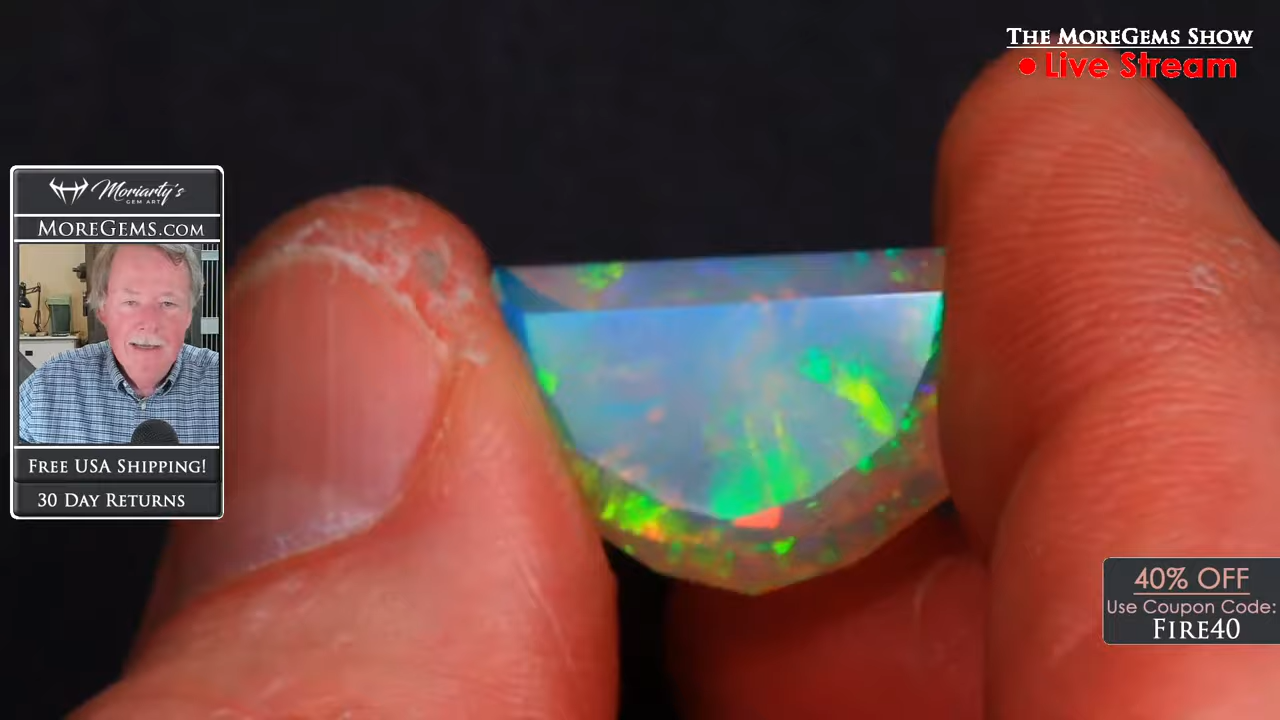 THE MOREGEMS SHOW
Live Stream
Moriarty's
GEM ART
MOREGEMS.COM
FREE USA SHIPPING!
30 DAY RETURNS
40% OFF
Use Coupon Code:
FIRE40